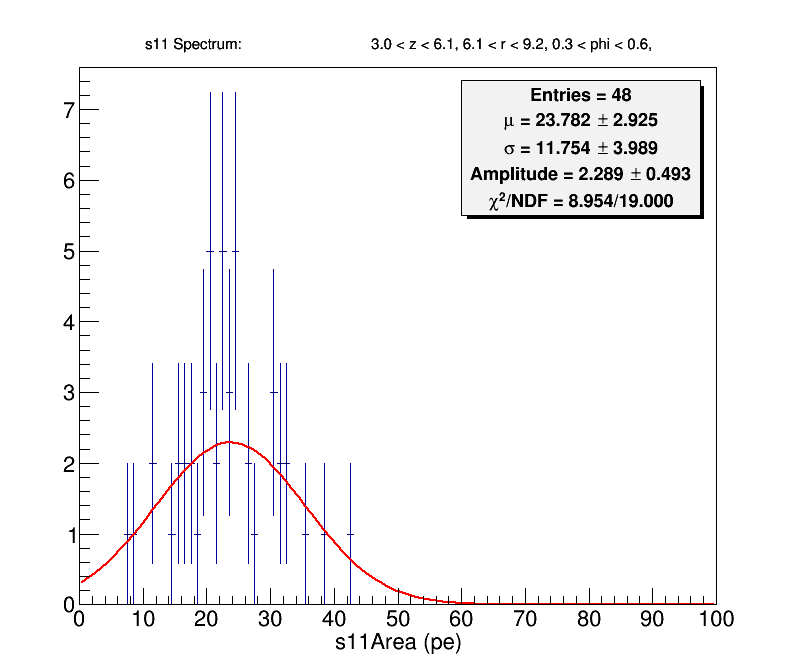 s11 Spectrum: 3.0 < z < 6.1, 6.1 < r < 9.2, 0.3 < phi < 0.6,
Entries = 48
μ = 23.782 ± 2.925
σ = 11.754 ± 3.989
Amplitude = 2.289 ± 0.493
χ²/NDF = 8.954/19.000
7
6
5
4
3
2
1
0
0 10 20 30 40 50 60 70 80 90 100
s11Area (pe)